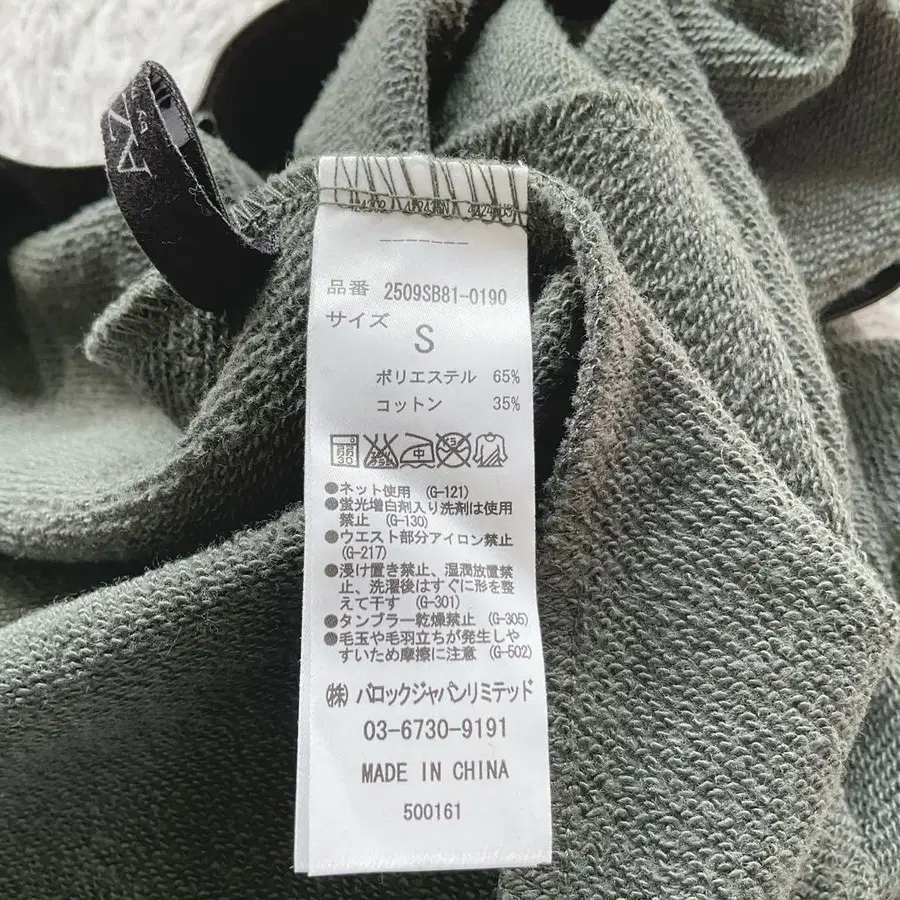 品番 2509SB81-0190
サイズ
S
ポリエステル 65%
コットン 35%
弱
30
中
●ネット使用 (G-121)
●蛍光増白剤入り洗剤は使用
禁止 (G-130)
●ウエスト部分アイロン禁止
(G-217)
●浸け置き禁止、湿潤放置禁
止、洗濯後はすぐに形を整
えて干す (G-301)
●タンブラー乾燥禁止 (G-305)
●毛玉や毛羽立ちが発生しや
すいため摩擦に注意 (G-502)
(株) バロックジャパンリミテッド
03-6730-9191
MADE IN CHINA
500161